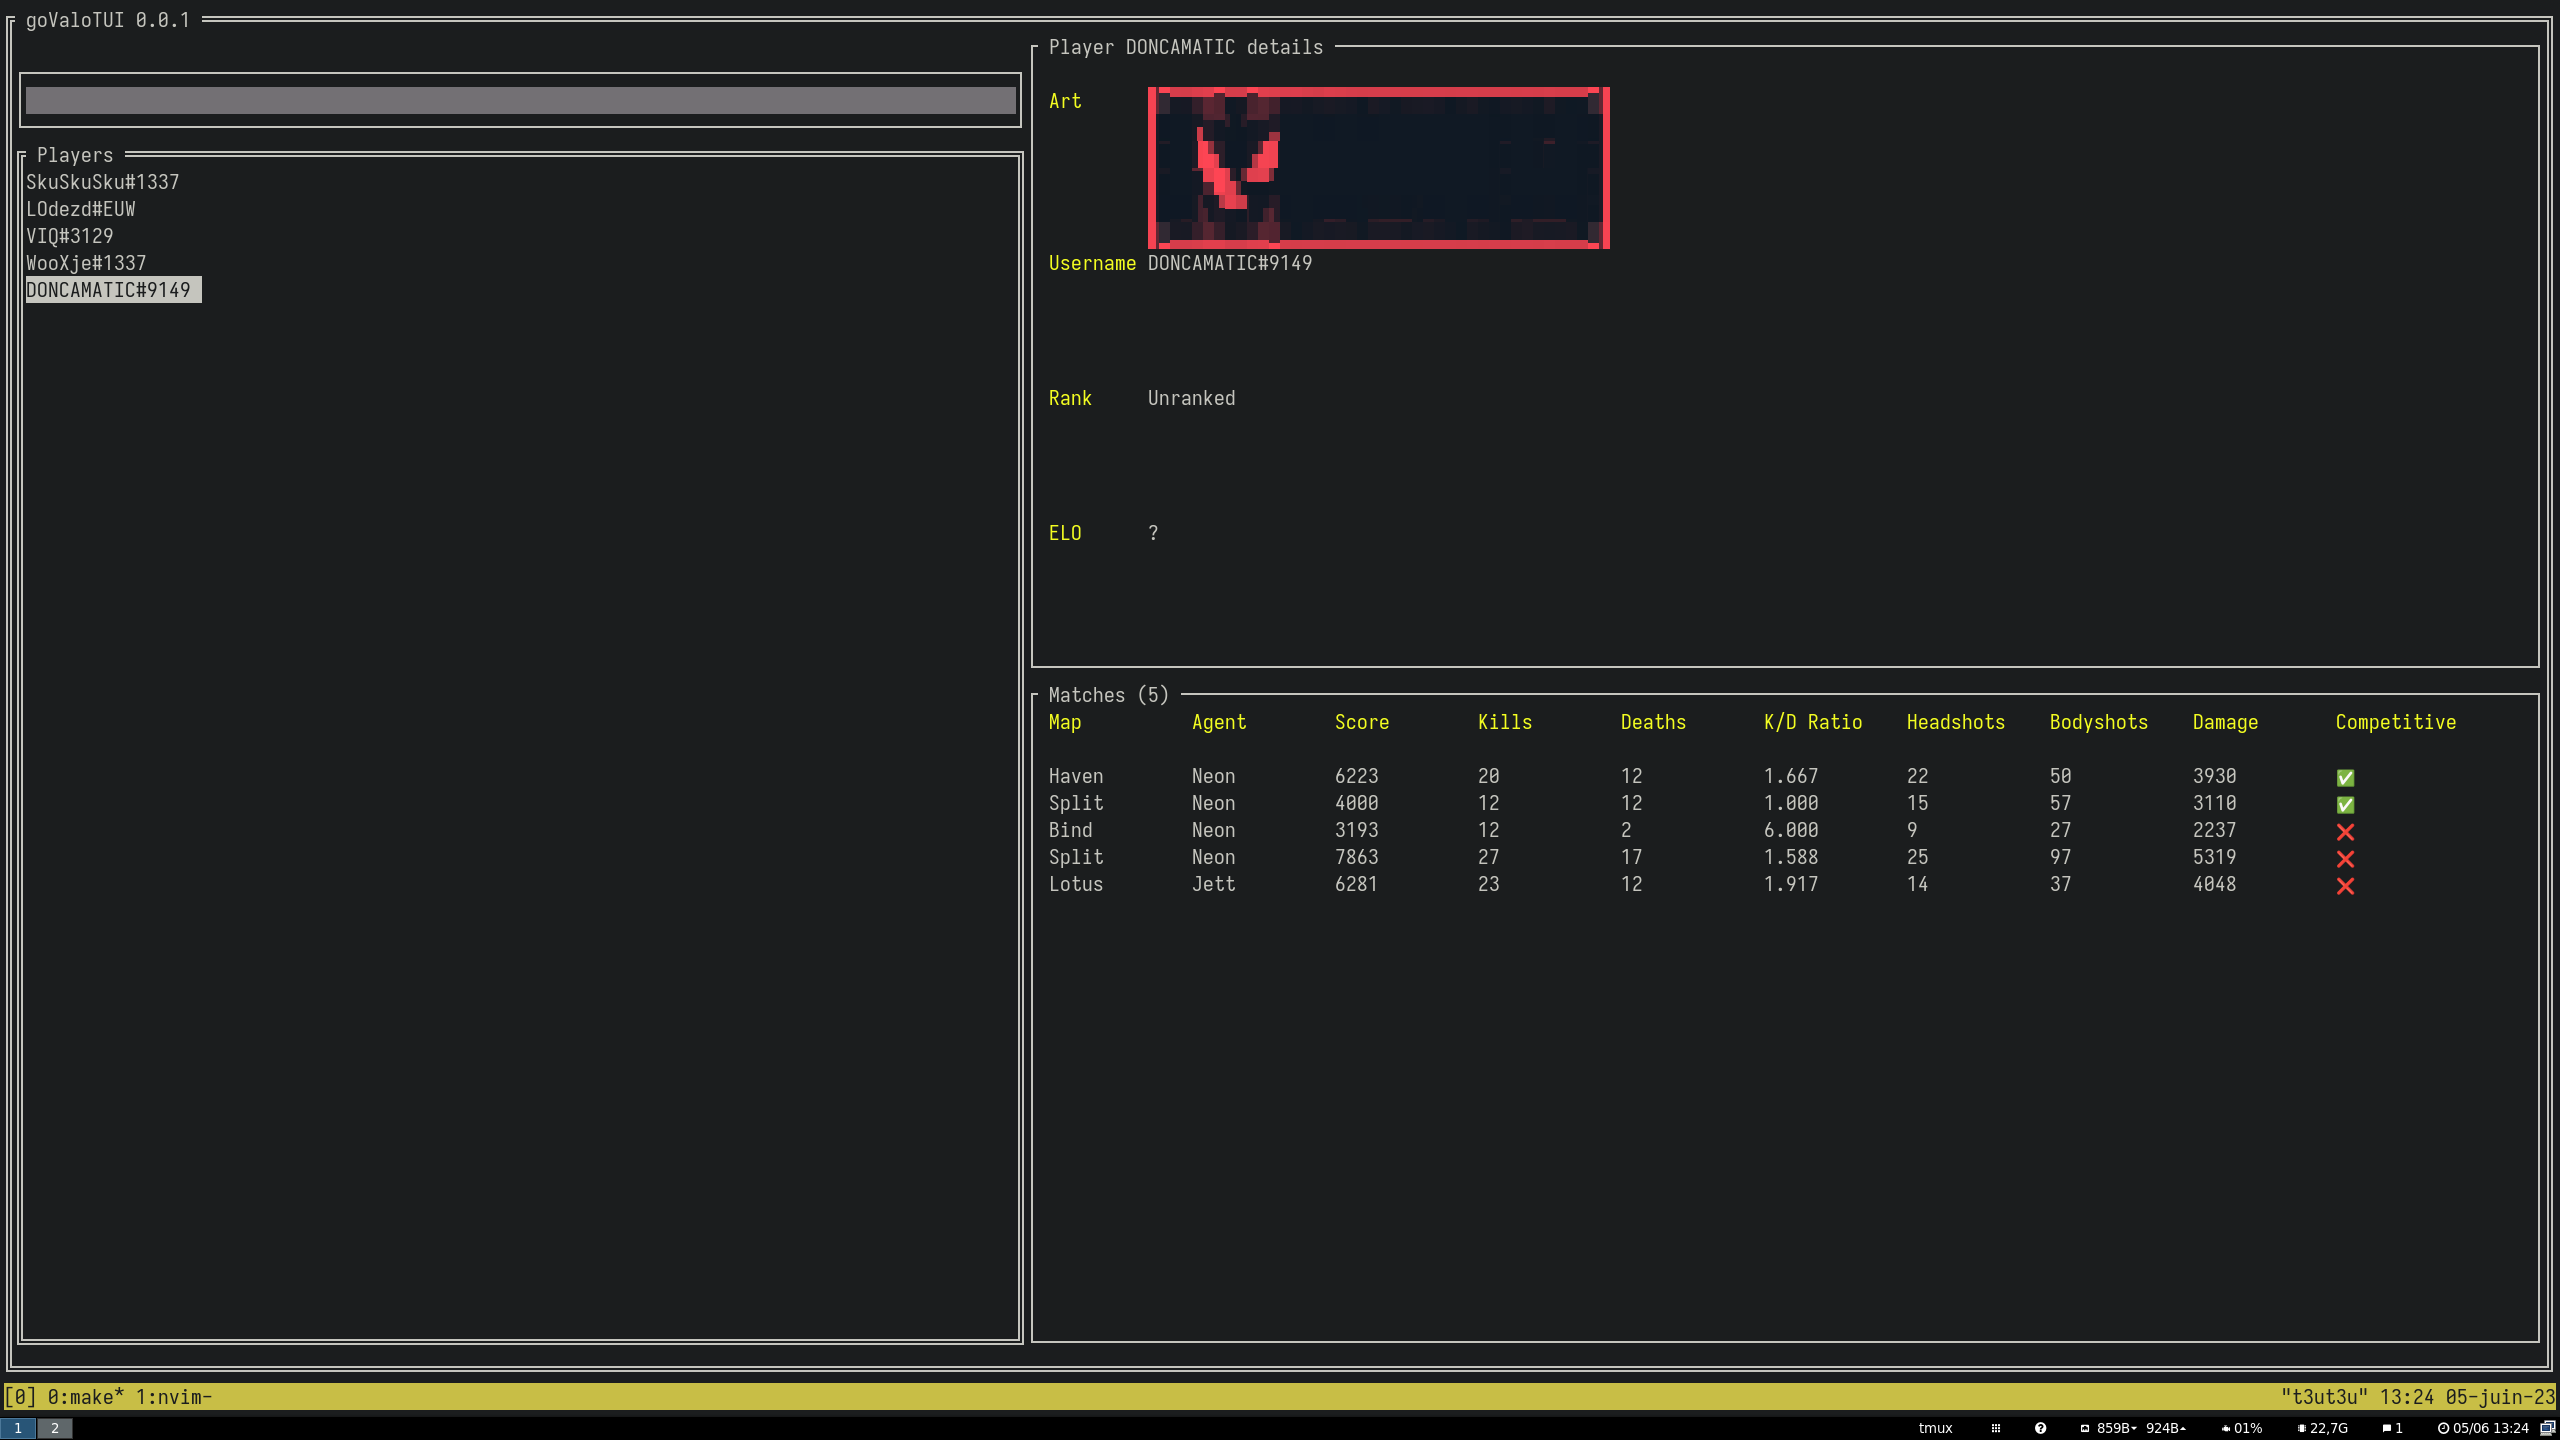 goValoTUI 0.0.1
Players
SkuSkuSku#1337
LOdezd#EUW
VIQ#3129
WooXje#1337
DONCAMATIC#9149
Player DONCAMATIC details
Art
Username DONCAMATIC#9149
Rank Unranked
ELO ?
Matches (5)
Map Agent Score Kills Deaths K/D Ratio Headshots Bodyshots Damage Competitive
Haven Neon 6223 20 12 1.667 22 50 3930 ✅
Split Neon 4000 12 12 1.000 15 57 3110 ✅
Bind Neon 3193 12 2 6.000 9 27 2237 ❌
Split Neon 7863 27 17 1.588 25 97 5319 ❌
Lotus Jett 6281 23 12 1.917 14 37 4048 ❌
[0] 0:make* 1:nvim- "t3ut3u" 13:24 05-juin-23
1 2 tmux 859B 924B 01% 22,7G 1 05/06 13:24